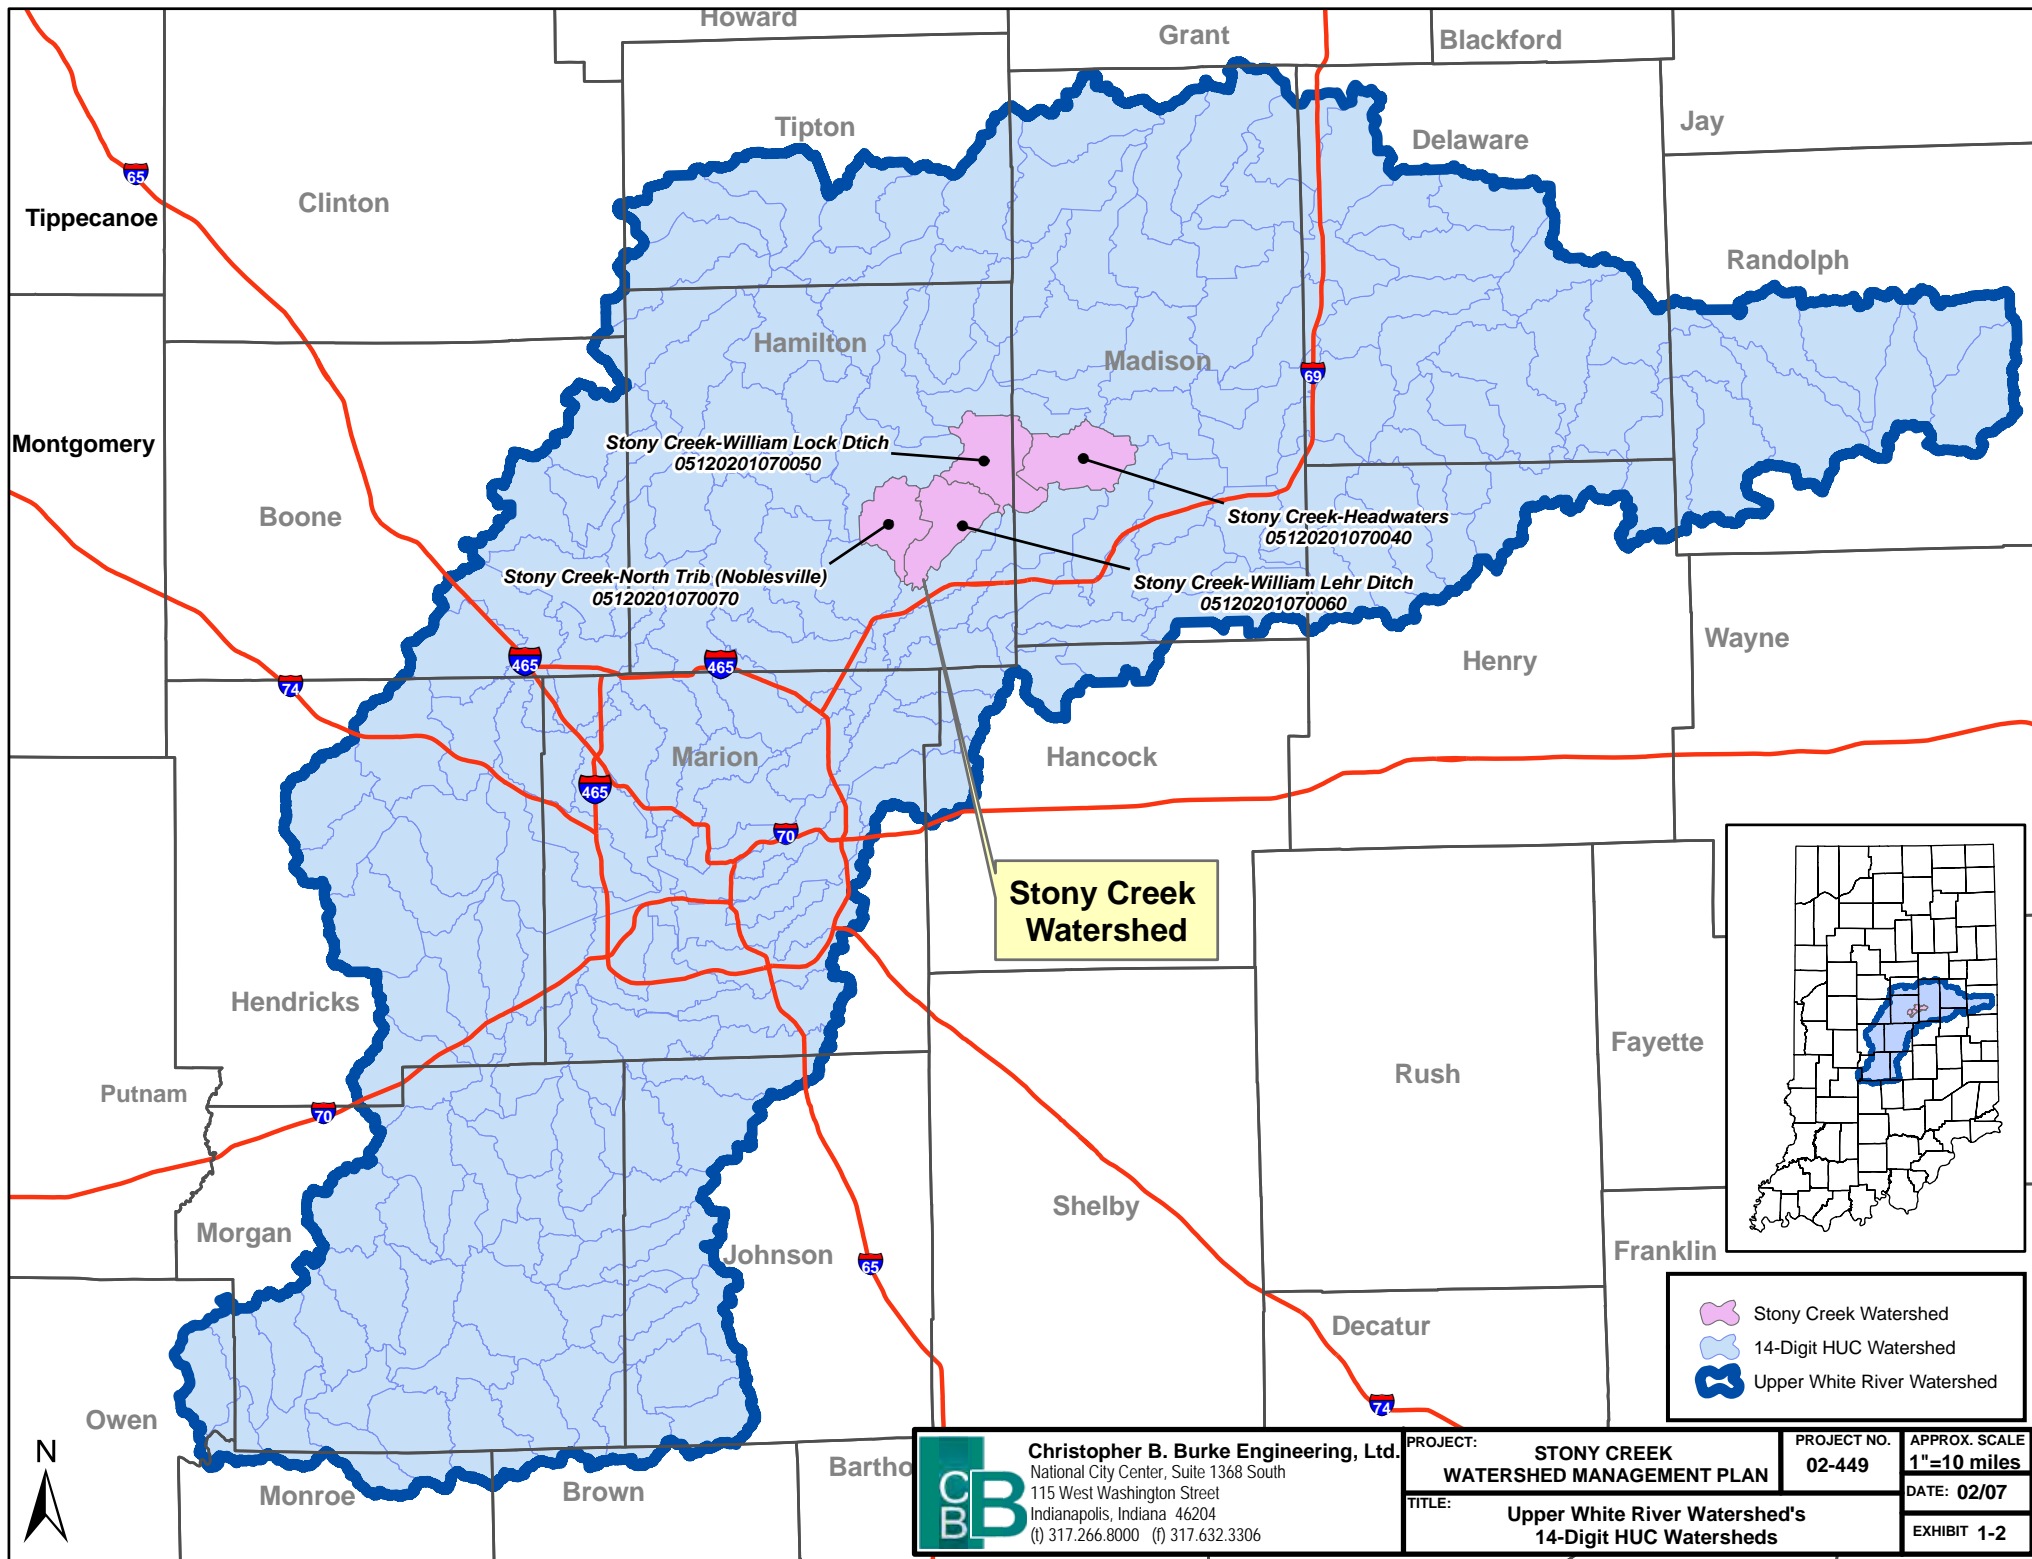 Howard
Grant
Blackford
Tipton
Delaware
Jay
65
Clinton
Tippecanoe
Randolph
Hamilton
Madison
69
Montgomery
Stony Creek-William Lock Dtich
05120201070050
Boone
Stony Creek-Headwaters
05120201070040
Stony Creek-North Trib (Noblesville)
05120201070070
Stony Creek-William Lehr Ditch
05120201070060
Wayne
Henry
465
465
74
Marion
Hancock
465
70
Stony Creek
Watershed
Hendricks
Fayette
Rush
Putnam
70
Shelby
Morgan
Johnson
65
Franklin
Stony Creek Watershed
14-Digit HUC Watershed
Upper White River Watershed
Decatur
74
Owen
N
Monroe
Brown
Bartho
CBB
Christopher B. Burke Engineering, Ltd.
National City Center, Suite 1368 South
115 West Washington Street
Indianapolis, Indiana 46204
(t) 317.266.8000 (f) 317.632.3306
PROJECT:
STONY CREEK
WATERSHED MANAGEMENT PLAN
PROJECT NO.
02-449
APPROX. SCALE
1"=10 miles
DATE: 02/07
TITLE:
Upper White River Watershed's
14-Digit HUC Watersheds
EXHIBIT 1-2